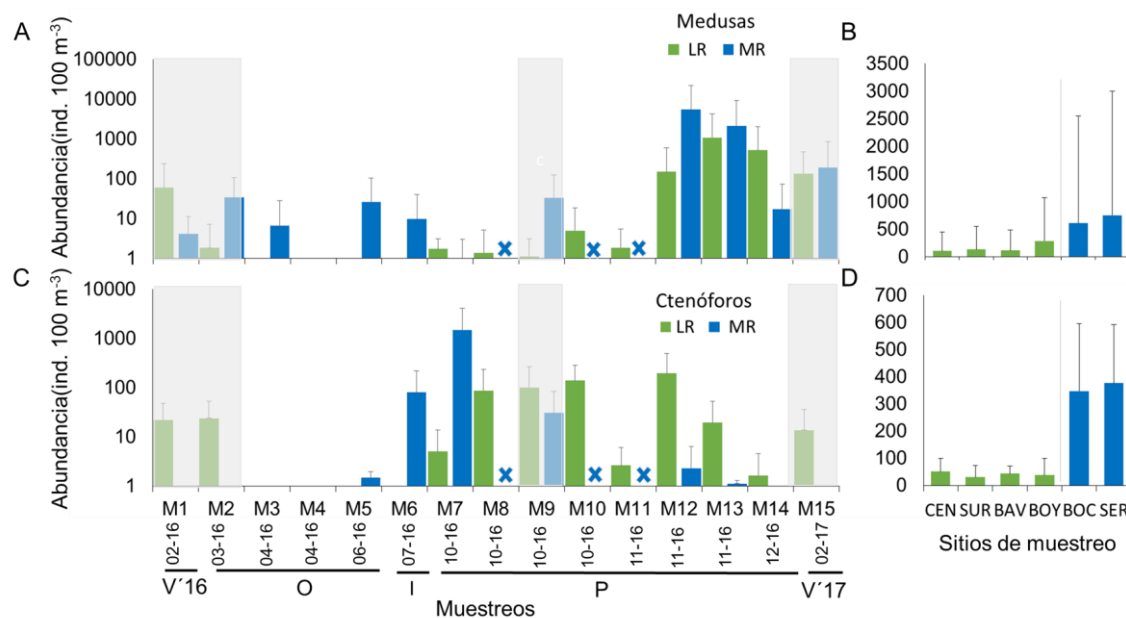 A
Medusas
LR MR
Abundancia(ind. 100 m⁻³)
100000
10000
1000
100
10
1
c
B
3500
3000
2500
2000
1500
1000
500
0
C
Ctenóforos
LR MR
Abundancia(ind. 100 m⁻³)
10000
1000
100
10
1
D
700
600
500
400
300
200
100
0
M1 M2 M3 M4 M5 M6 M7 M8 M9 M10 M11 M12 M13 M14 M15
02-16 03-16 04-16 04-16 06-16 07-16 10-16 10-16 10-16 10-16 11-16 11-16 11-16 12-16 02-17
V´16 O I P V´17
Muestreos
CEN SUR BAV BOY BOC SER
Sitios de muestreo